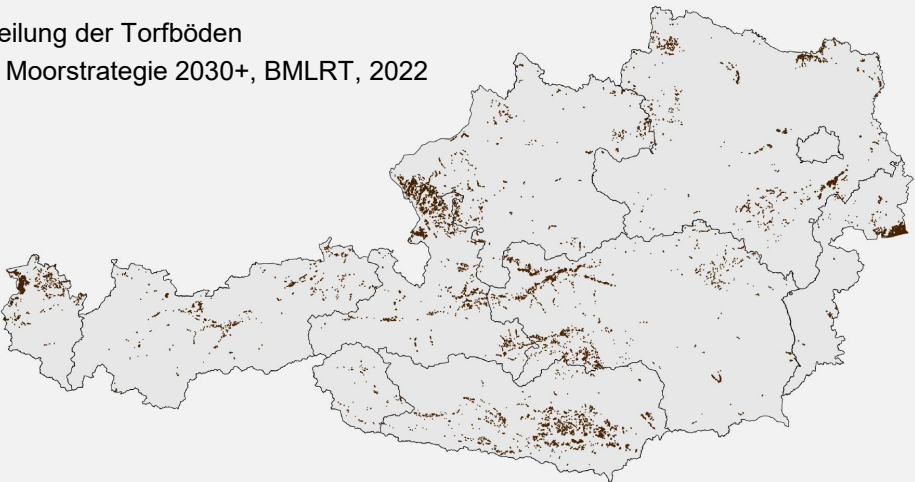 eilung der Torfböden
Moorstrategie 2030+, BMLRT, 2022